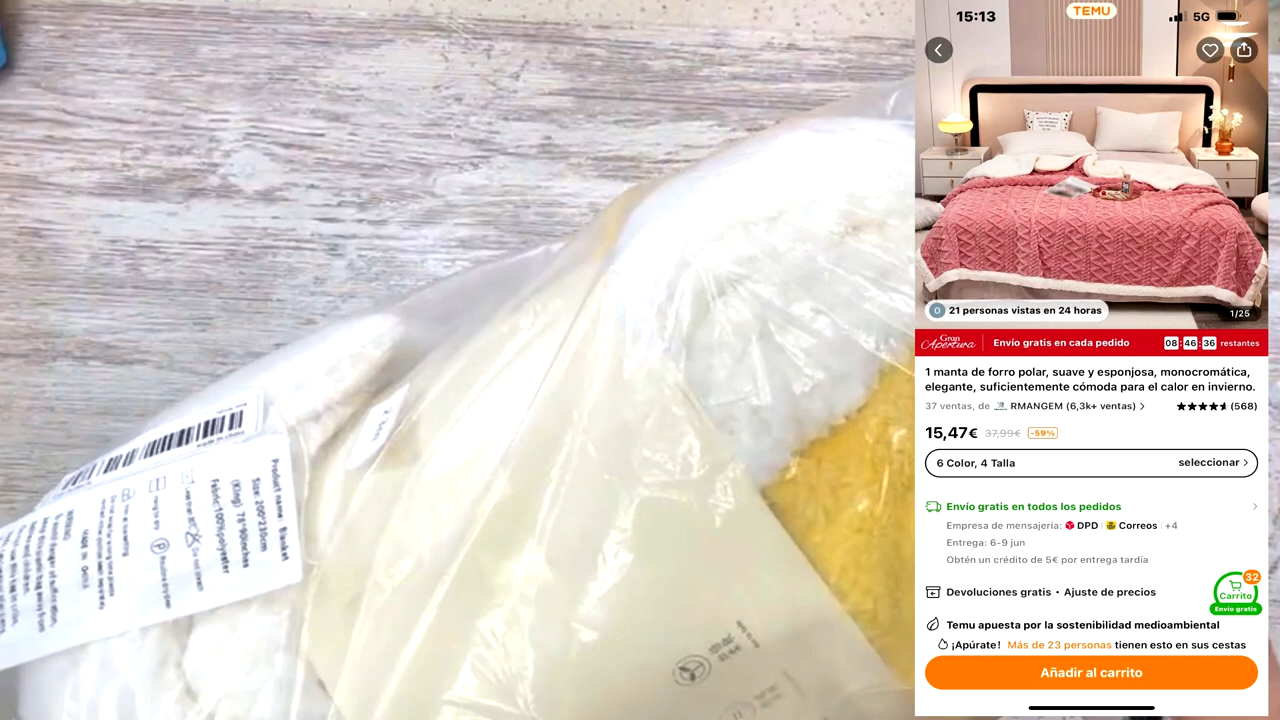 Product name: Blanket
Size: 200*230cm
(King) 78*90inches
Fabric:100%polyester
MADE IN CHINA
15:13
TEMU
5G
21 personas vistas en 24 horas
1/25
Gran
Apertura
Envío gratis en cada pedido
08:46:36 restantes
1 manta de forro polar, suave y esponjosa, monocromática,
elegante, suficientemente cómoda para el calor en invierno.
37 ventas, de RMANGEM (6,3k+ ventas) (568)
15,47€ 37,99€ -59%
6 Color, 4 Talla seleccionar
Envío gratis en todos los pedidos
Empresa de mensajería: DPD Correos +4
Entrega: 6-9 jun
Obtén un crédito de 5€ por entrega tardía
32
Carrito
Envío gratis
Devoluciones gratis • Ajuste de precios
Temu apuesta por la sostenibilidad medioambiental
¡Apúrate! Más de 23 personas tienen esto en sus cestas
Añadir al carrito